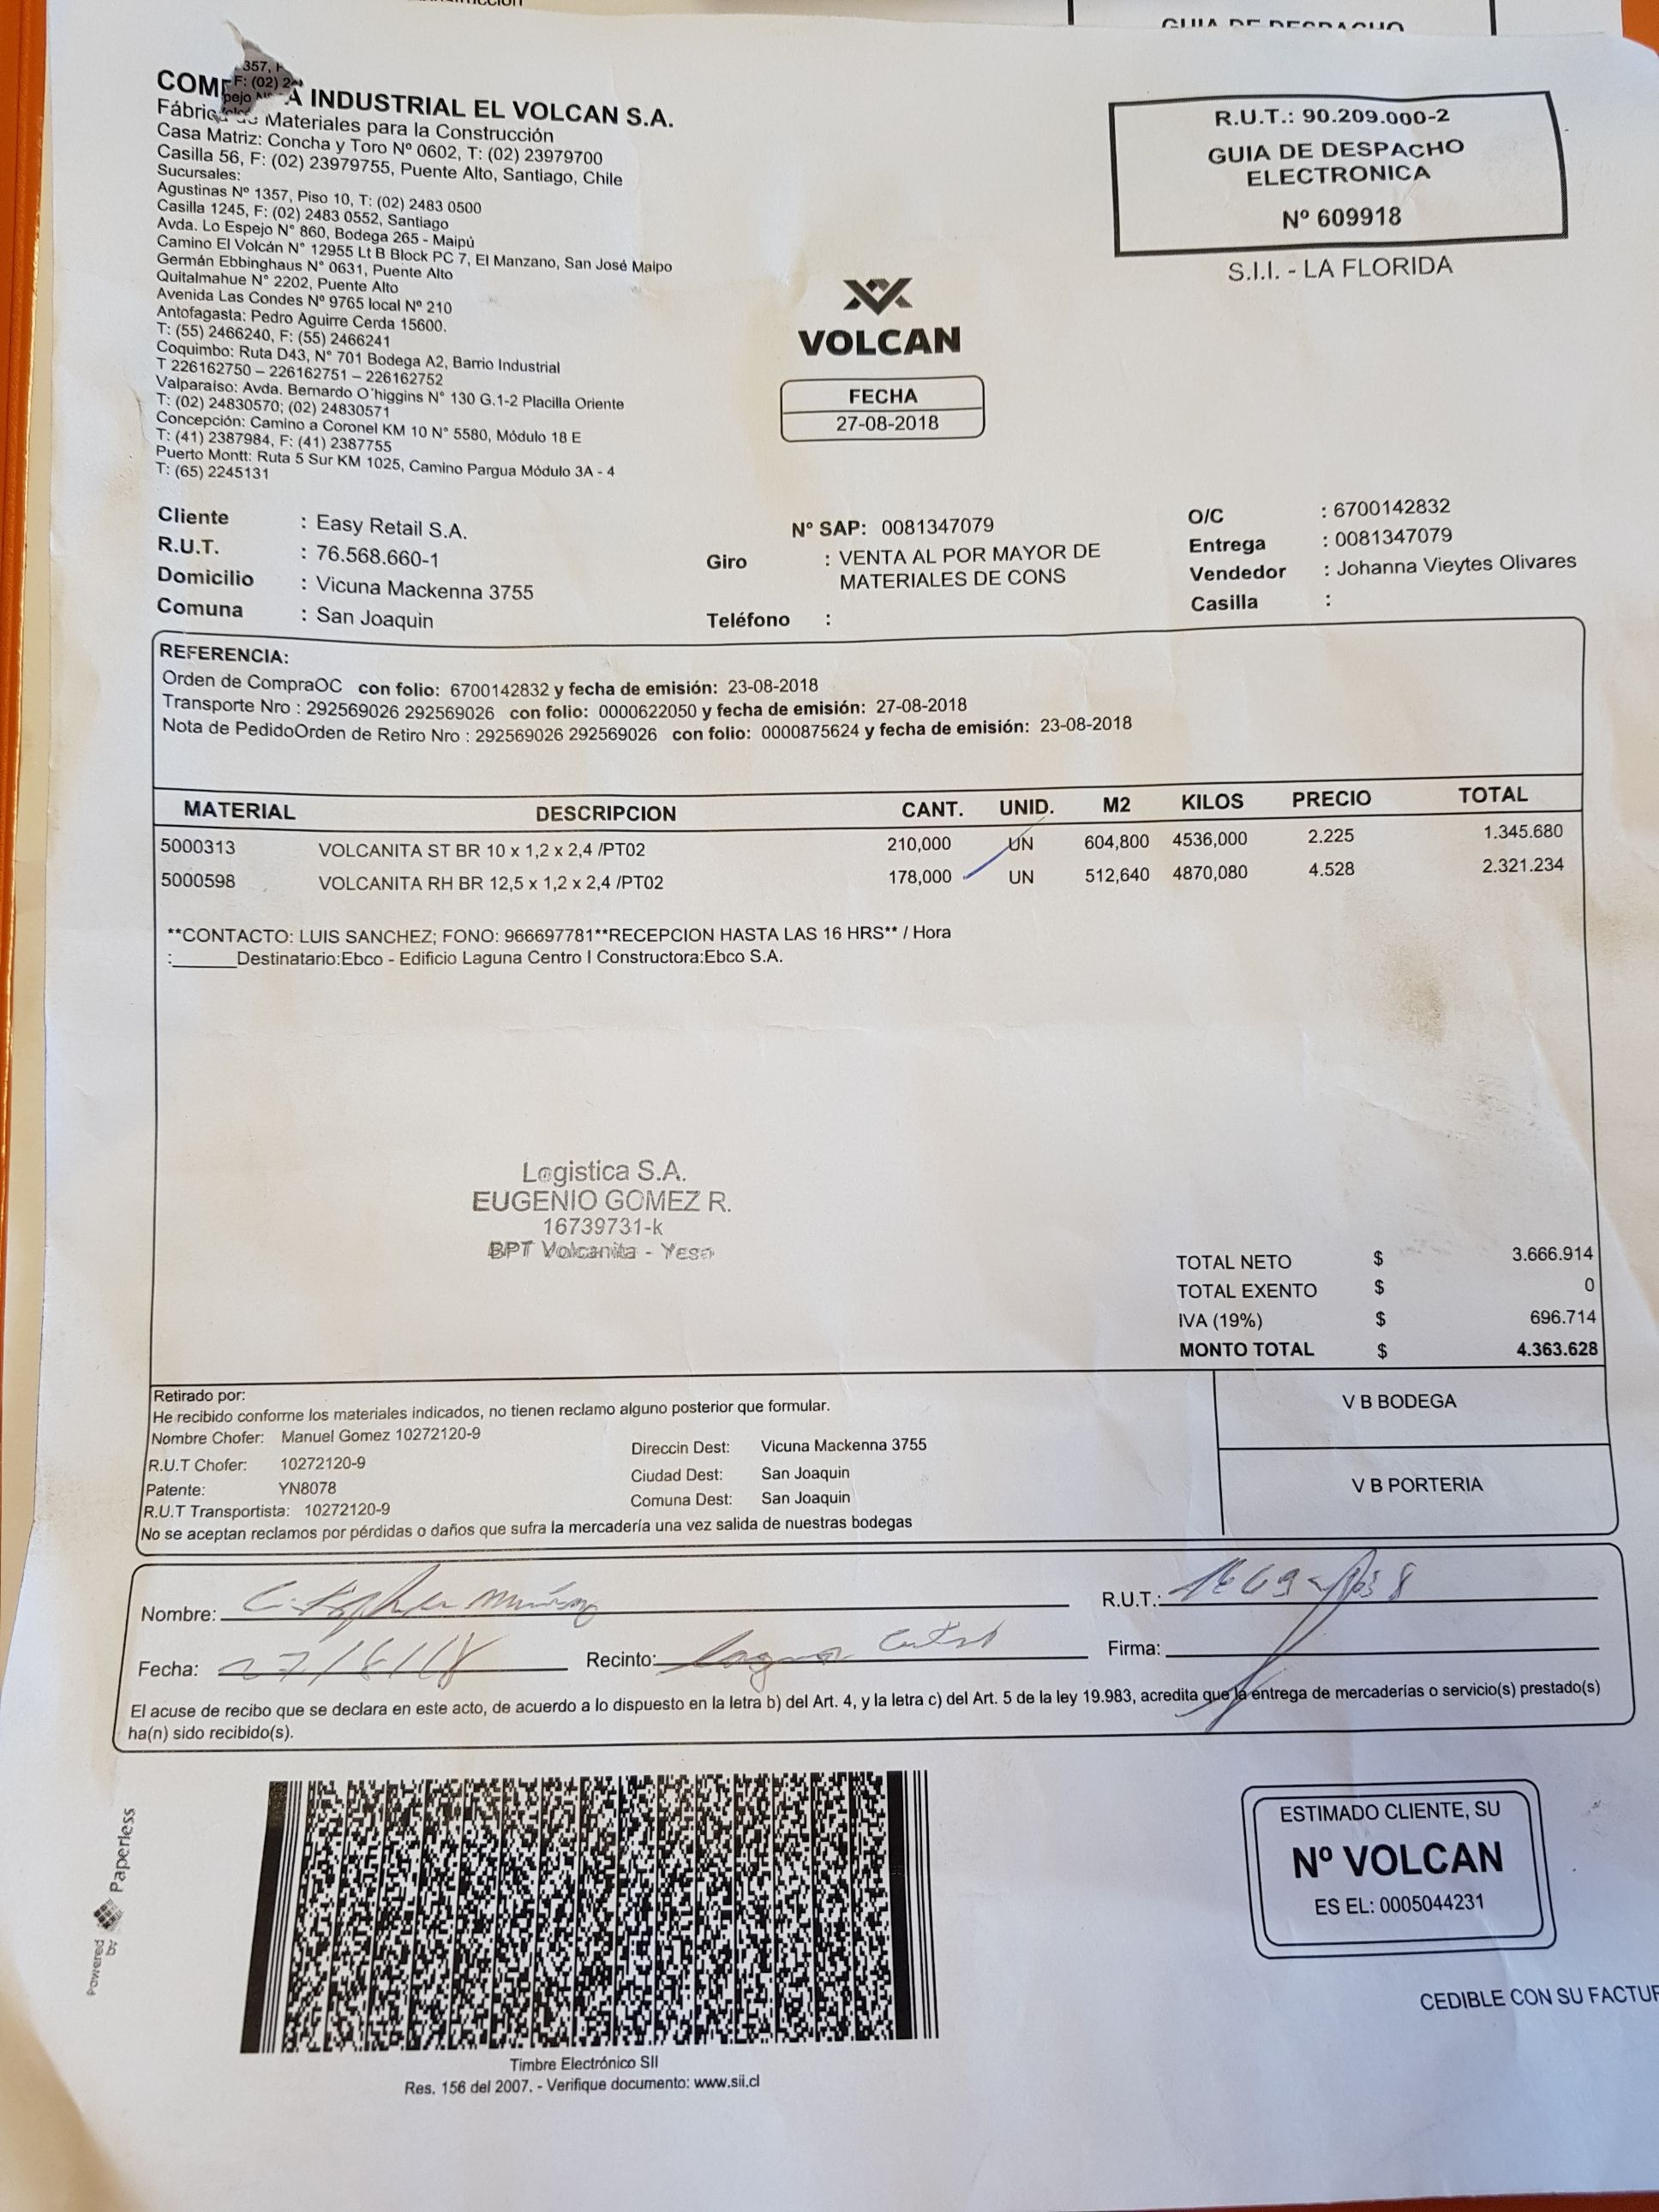 GUIA DE DESPACHO
357,
F: (02) 2
pejo
INDUSTRIAL EL VOLCAN S.A.
Materiales para la Construcción
Casa Matriz: Concha y Toro Nº 0602, T: (02) 23979700
Casilla 56, F: (02) 23979755, Puente Alto, Santiago, Chile
Sucursales:
Agustinas Nº 1357, Piso 10, T: (02) 2483 0500
Casilla 1245, F: (02) 2483 0552, Santiago
Avda. Lo Espejo N° 860, Bodega 265 - Maipú
Camino El Volcán N° 12955 Lt B Block PC 7, El Manzano, San José Maipo
Germán Ebbinghaus N° 0631, Puente Alto
Quitalmahue N° 2202, Puente Alto
Avenida Las Condes Nº 9765 local Nº 210
Antofagasta: Pedro Aguirre Cerda 15600.
T: (55) 2466240, F: (55) 2466241
Coquimbo: Ruta D43, N° 701 Bodega A2, Barrio Industrial
T 226162750 – 226162751 – 226162752
Valparaíso: Avda. Bernardo O´higgins N° 130 G.1-2 Placilla Oriente
T: (02) 24830570; (02) 24830571
Concepción: Camino a Coronel KM 10 N° 5580, Módulo 18 E
T: (41) 2387984, F: (41) 2387755
Puerto Montt: Ruta 5 Sur KM 1025, Camino Pargua Módulo 3A - 4
T: (65) 2245131
R.U.T.: 90.209.000-2
GUIA DE DESPACHO
ELECTRONICA
Nº 609918
S.I.I. - LA FLORIDA
VOLCAN
FECHA
27-08-2018
Cliente : Easy Retail S.A.
R.U.T. : 76.568.660-1
Domicilio : Vicuna Mackenna 3755
Comuna : San Joaquin
Nº SAP: 0081347079
Giro : VENTA AL POR MAYOR DE
MATERIALES DE CONS
Teléfono :
O/C : 6700142832
Entrega : 0081347079
Vendedor : Johanna Vieytes Olivares
Casilla :
REFERENCIA:
Orden de CompraOC con folio: 6700142832 y fecha de emisión: 23-08-2018
Transporte Nro : 292569026 292569026 con folio: 0000622050 y fecha de emisión: 27-08-2018
Nota de PedidoOrden de Retiro Nro : 292569026 292569026 con folio: 0000875624 y fecha de emisión: 23-08-2018
MATERIAL DESCRIPCION CANT. UNID. M2 KILOS PRECIO TOTAL
5000313 VOLCANITA ST BR 10 x 1,2 x 2,4 /PT02 210,000 UN 604,800 4536,000 2.225 1.345.680
5000598 VOLCANITA RH BR 12,5 x 1,2 x 2,4 /PT02 178,000 UN 512,640 4870,080 4.528 2.321.234
**CONTACTO: LUIS SANCHEZ; FONO: 966697781**RECEPCION HASTA LAS 16 HRS** / Hora
:______Destinatario:Ebco - Edificio Laguna Centro I Constructora:Ebco S.A.
Logistica S.A.
EUGENIO GOMEZ R.
16739731-k
BPT Volcanita - Yeso
TOTAL NETO $ 3.666.914
TOTAL EXENTO $ 0
IVA (19%) $ 696.714
MONTO TOTAL $ 4.363.628
Retirado por:
He recibido conforme los materiales indicados, no tienen reclamo alguno posterior que formular.
Nombre Chofer: Manuel Gomez 10272120-9
R.U.T Chofer: 10272120-9
Patente: YN8078
R.U.T Transportista: 10272120-9
Direccin Dest: Vicuna Mackenna 3755
Ciudad Dest: San Joaquin
Comuna Dest: San Joaquin
No se aceptan reclamos por pérdidas o daños que sufra la mercadería una vez salida de nuestras bodegas
V B BODEGA
V B PORTERIA
Nombre:
R.U.T.:
Fecha: 27/8/18 Recinto: Laguna Firma:
El acuse de recibo que se declara en este acto, de acuerdo a lo dispuesto en la letra b) del Art. 4, y la letra c) del Art. 5 de la ley 19.983, acredita que la entrega de mercaderías o servicio(s) prestado(s)
ha(n) sido recibido(s).
Powered by Paperless
Timbre Electrónico SII
Res. 156 del 2007. - Verifique documento: www.sii.cl
ESTIMADO CLIENTE, SU
Nº VOLCAN
ES EL: 0005044231
CEDIBLE CON SU FACTUR